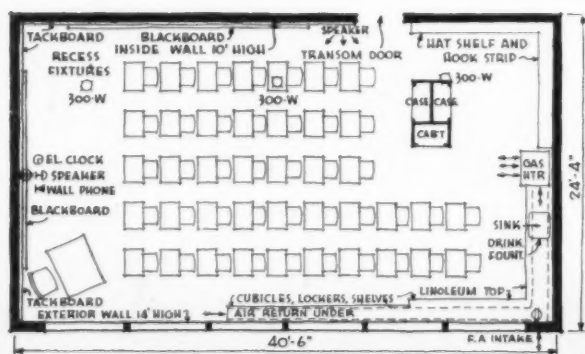 TACKBOARD
BLACKBOARD
INSIDE WALL 10' HIGH
SPEAKER
TRANSOM DOOR
HAT SHELF AND
HOOK STRIP
RECESS
FIXTURES
300-W
300-W
300-W
CASE CASE
CAB'T
EL. CLOCK
SPEAKER
WALL PHONE
BLACKBOARD
GAS
HTR
SINK
DRINK
FOUNT.
24'-4"
TACKBOARD
EXTERIOR WALL 14' HIGH
CUBICLES, LOCKERS, SHELVES
LINOLEUM TOP
AIR RETURN UNDER
40'-6"
F.A INTAKE